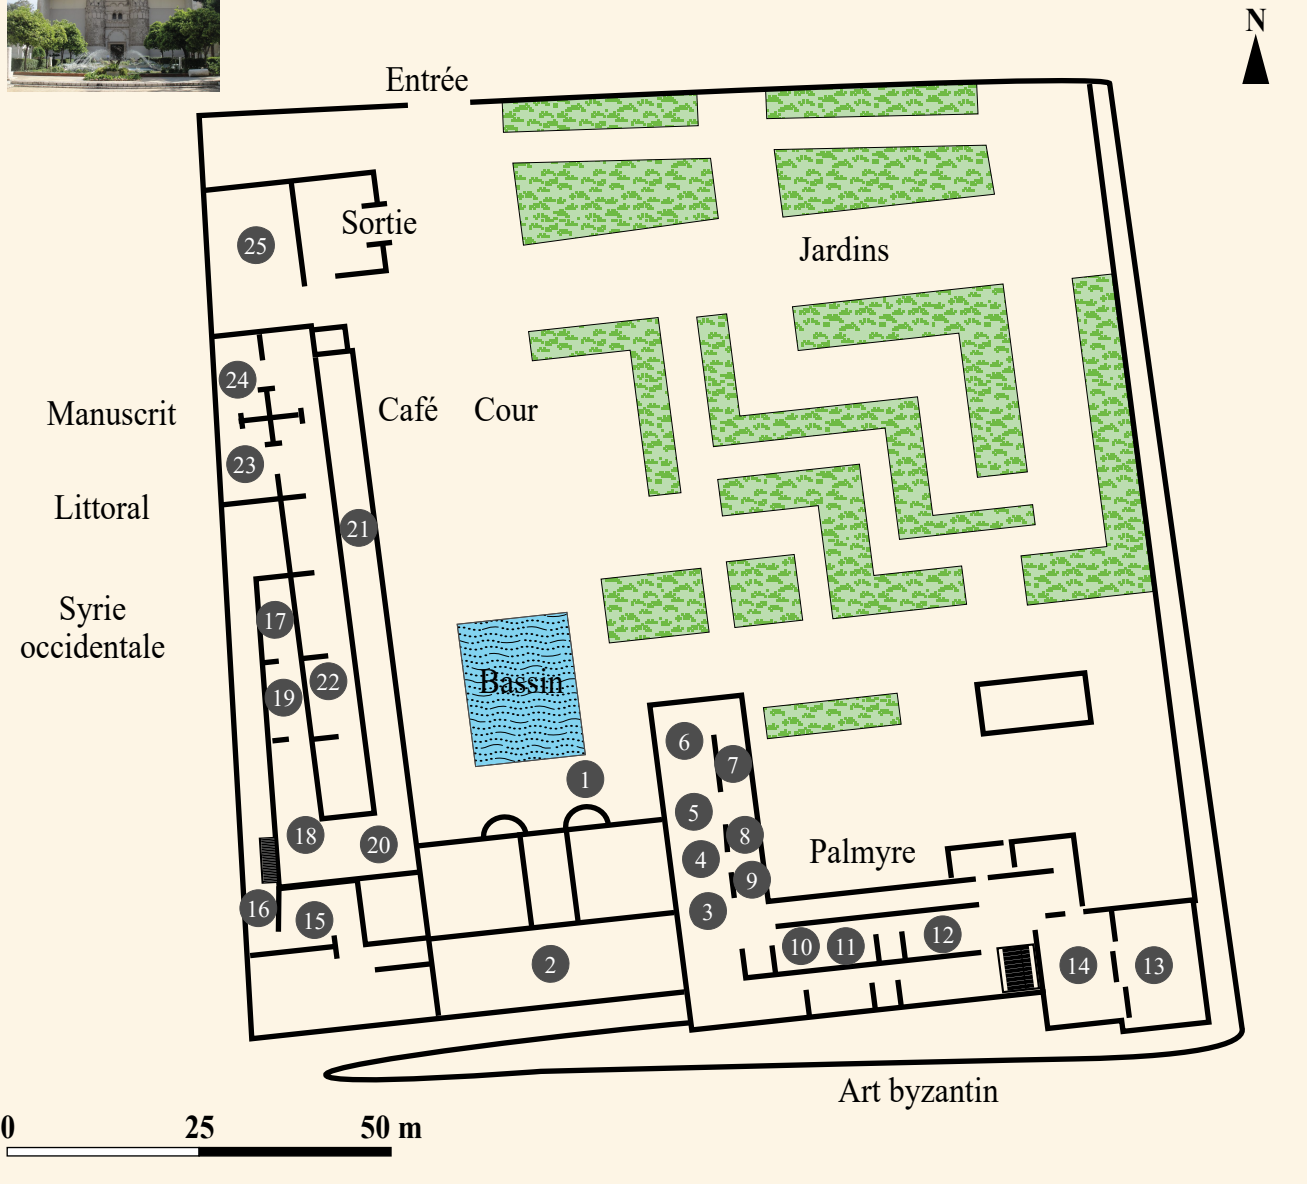 N
Entrée
Sortie
25
Jardins
24
Manuscrit
Café
Cour
23
Littoral
21
Syrie
occidentale
17
22
19
Bassin
6
7
1
5
8
18
20
4
Palmyre
9
16
15
3
10
11
12
2
14
13
Art byzantin
0
25
50 m